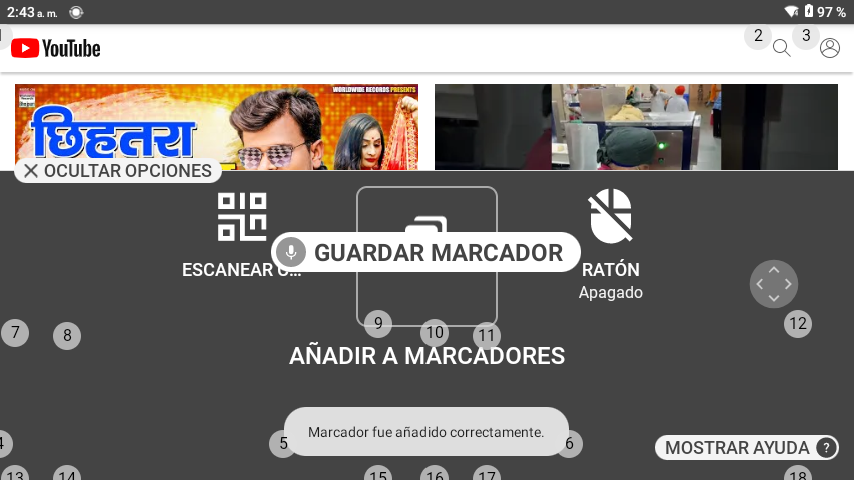 2:43 a. m.
97 %
2
3
YouTube
WORLDWIDE RECORDS PRESENTS
छिहतरा
OCULTAR OPCIONES
GUARDAR MARCADOR
ESCANEAR C…
RATÓN
Apagado
7
8
9
10
11
12
AÑADIR A MARCADORES
4
5
Marcador fue añadido correctamente.
6
MOSTRAR AYUDA ?
13
14
15
16
17
18